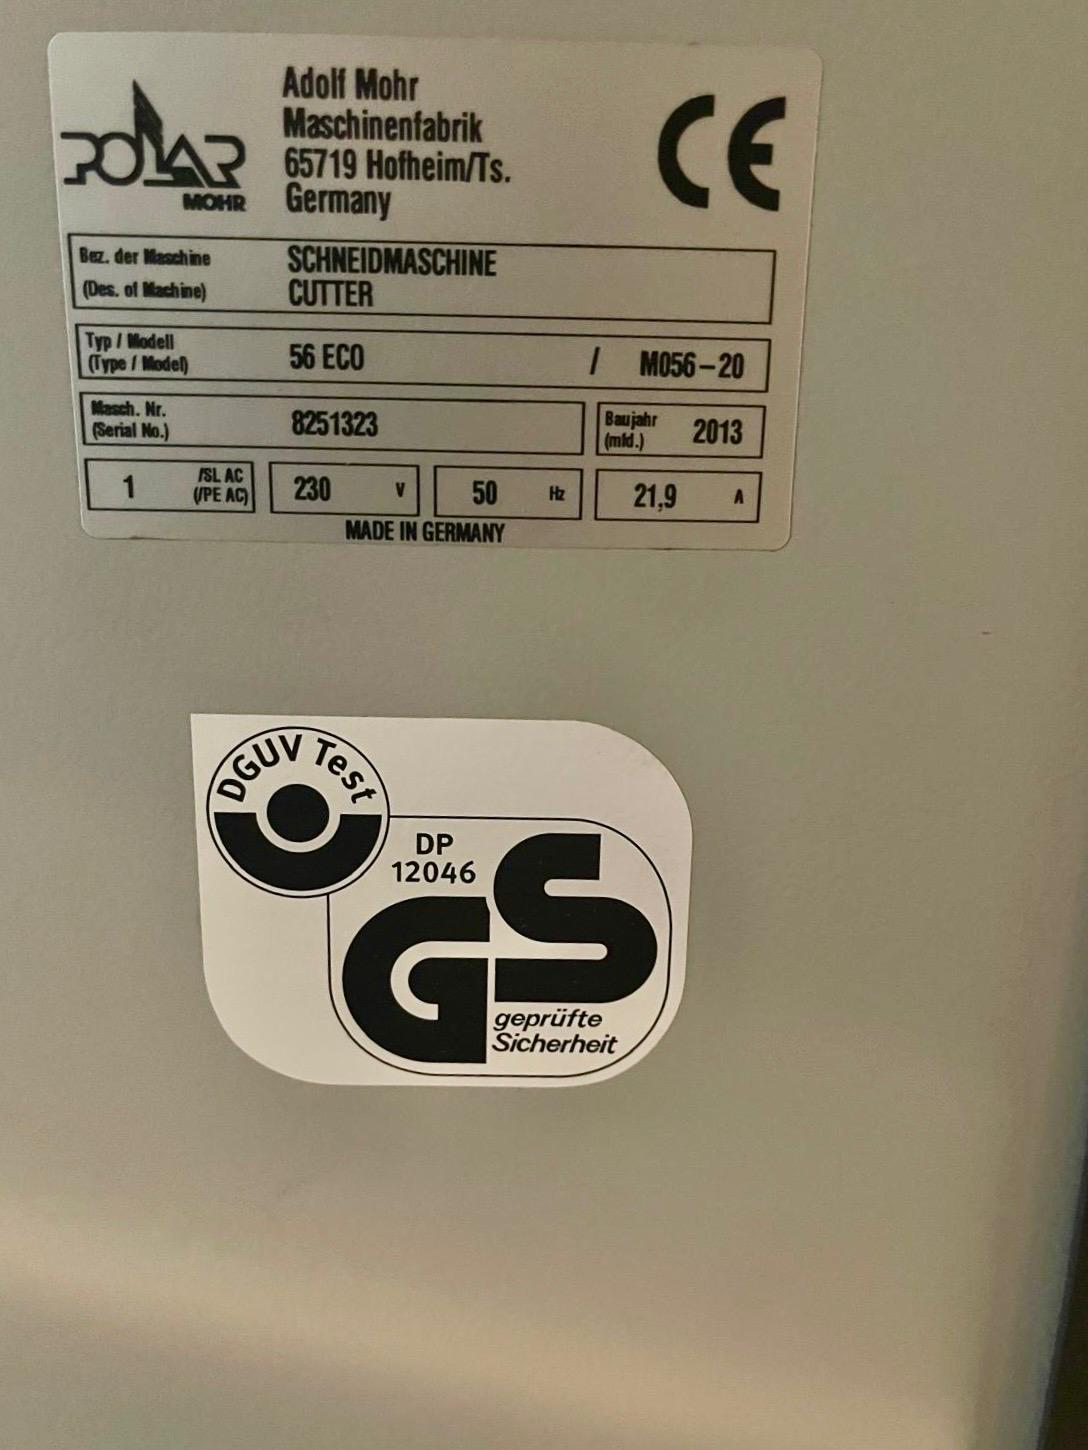 POLAR
MOHR
Adolf Mohr
Maschinenfabrik
65719 Hofheim/Ts.
Germany
CE
Bez. der Maschine
(Des. of Machine)
SCHNEIDMASCHINE
CUTTER
Typ / Modell
(Type / Model)
56 ECO / M056-20
Masch. Nr.
(Serial No.)
8251323
Baujahr
(mfd.)
2013
1 /SL AC
(/PE AC)
230 V
50 Hz
21,9 A
MADE IN GERMANY
DGUV Test
DP
12046
GS
geprüfte
Sicherheit